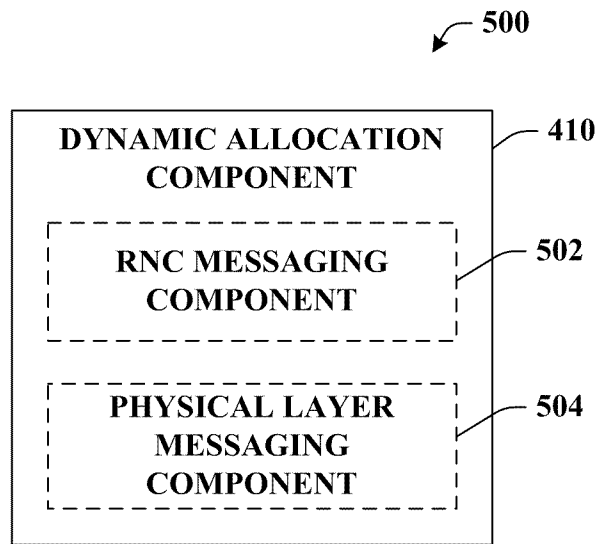 500
DYNAMIC ALLOCATION
COMPONENT
410
RNC MESSAGING
COMPONENT
502
PHYSICAL LAYER
MESSAGING
COMPONENT
504